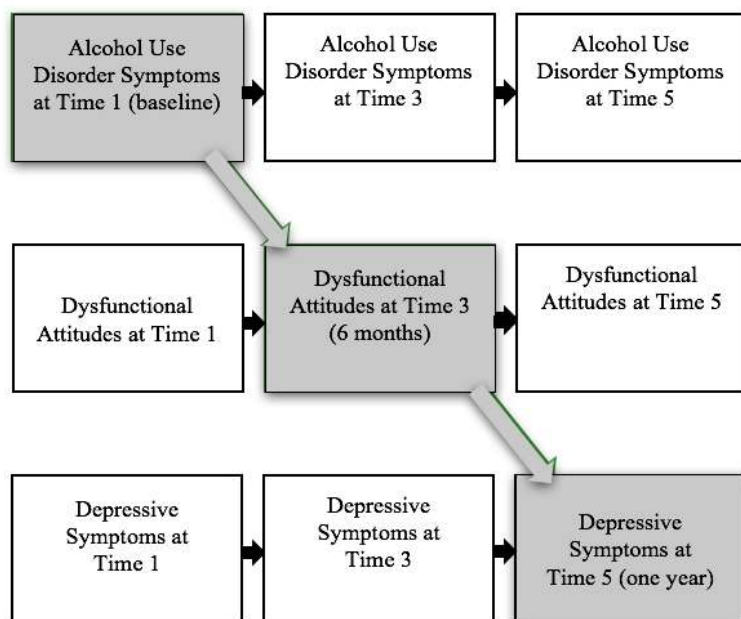 Alcohol Use
Disorder Symptoms
at Time 1 (baseline)
Alcohol Use
Disorder Symptoms
at Time 3
Alcohol Use
Disorder Symptoms
at Time 5
Dysfunctional
Attitudes at Time 1
Dysfunctional
Attitudes at Time 3
(6 months)
Dysfunctional
Attitudes at Time 5
Depressive
Symptoms at
Time 1
Depressive
Symptoms at
Time 3
Depressive
Symptoms at
Time 5 (one year)